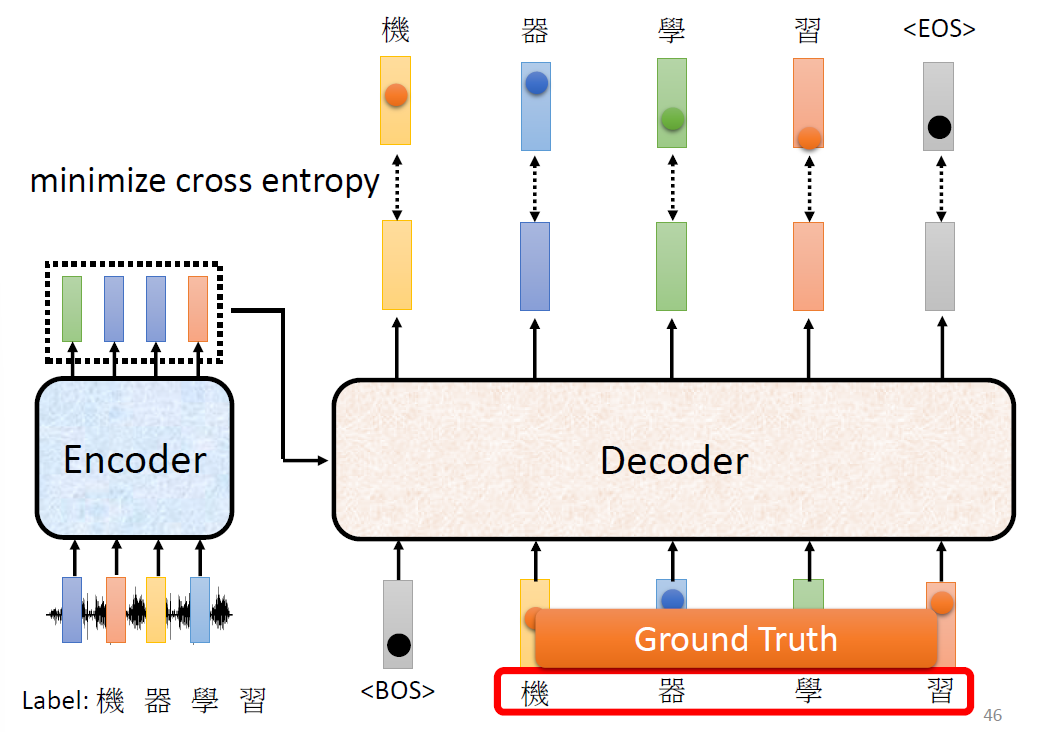 機 器 學 習 <EOS>
minimize cross entropy
Encoder
Decoder
Ground Truth
Label: 機 器 學 習
<BOS> 機 器 學 習
46